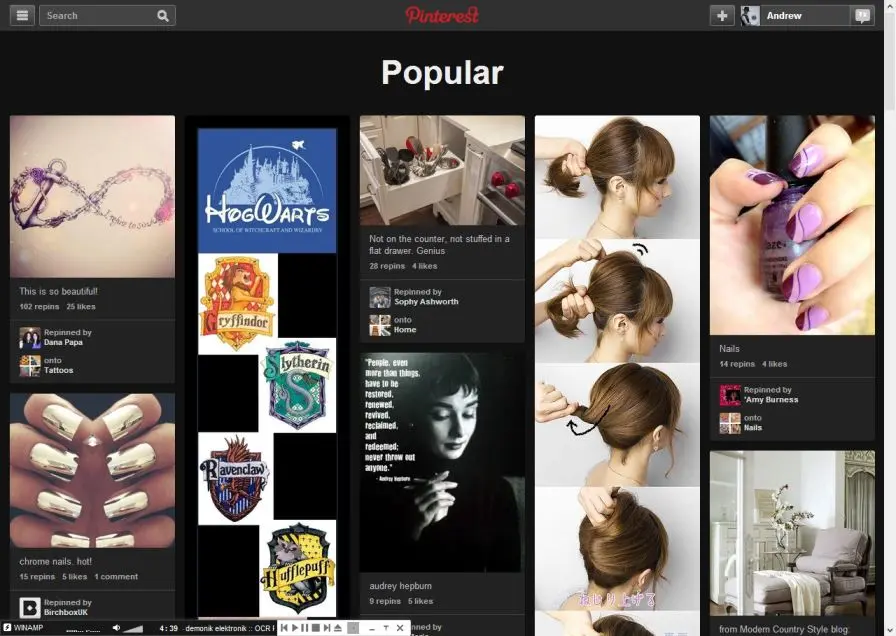 Search
Pinterest
Andrew
Popular
This is so beautiful!
102 repins 25 likes
Repinned by
Dana Papa
onto
Tattoos
chrome nails. hot!
15 repins 5 likes 1 comment
Repinned by
BirchboxUK
HOGWARTS
SCHOOL OF WITCHCRAFT AND WIZARDRY
Gryffindor
Slytherin
Ravenclaw
Hufflepuff
Not on the counter, not stuffed in a
flat drawer. Genius
28 repins 4 likes
Repinned by
Sophy Ashworth
onto
Home
"People, even
more than things,
have to be
restored,
renewed,
revived,
reclaimed,
and
redeemed;
never throw out
anyone."
- Audrey Hepburn
audrey hepburn
9 repins 5 likes
ねじり上げる
Nails
14 repins 4 likes
Repinned by
'Amy Burness
onto
Nails
from Modern Country Style blog:
WINAMP
4:39 - demonik elektronik :: OCR